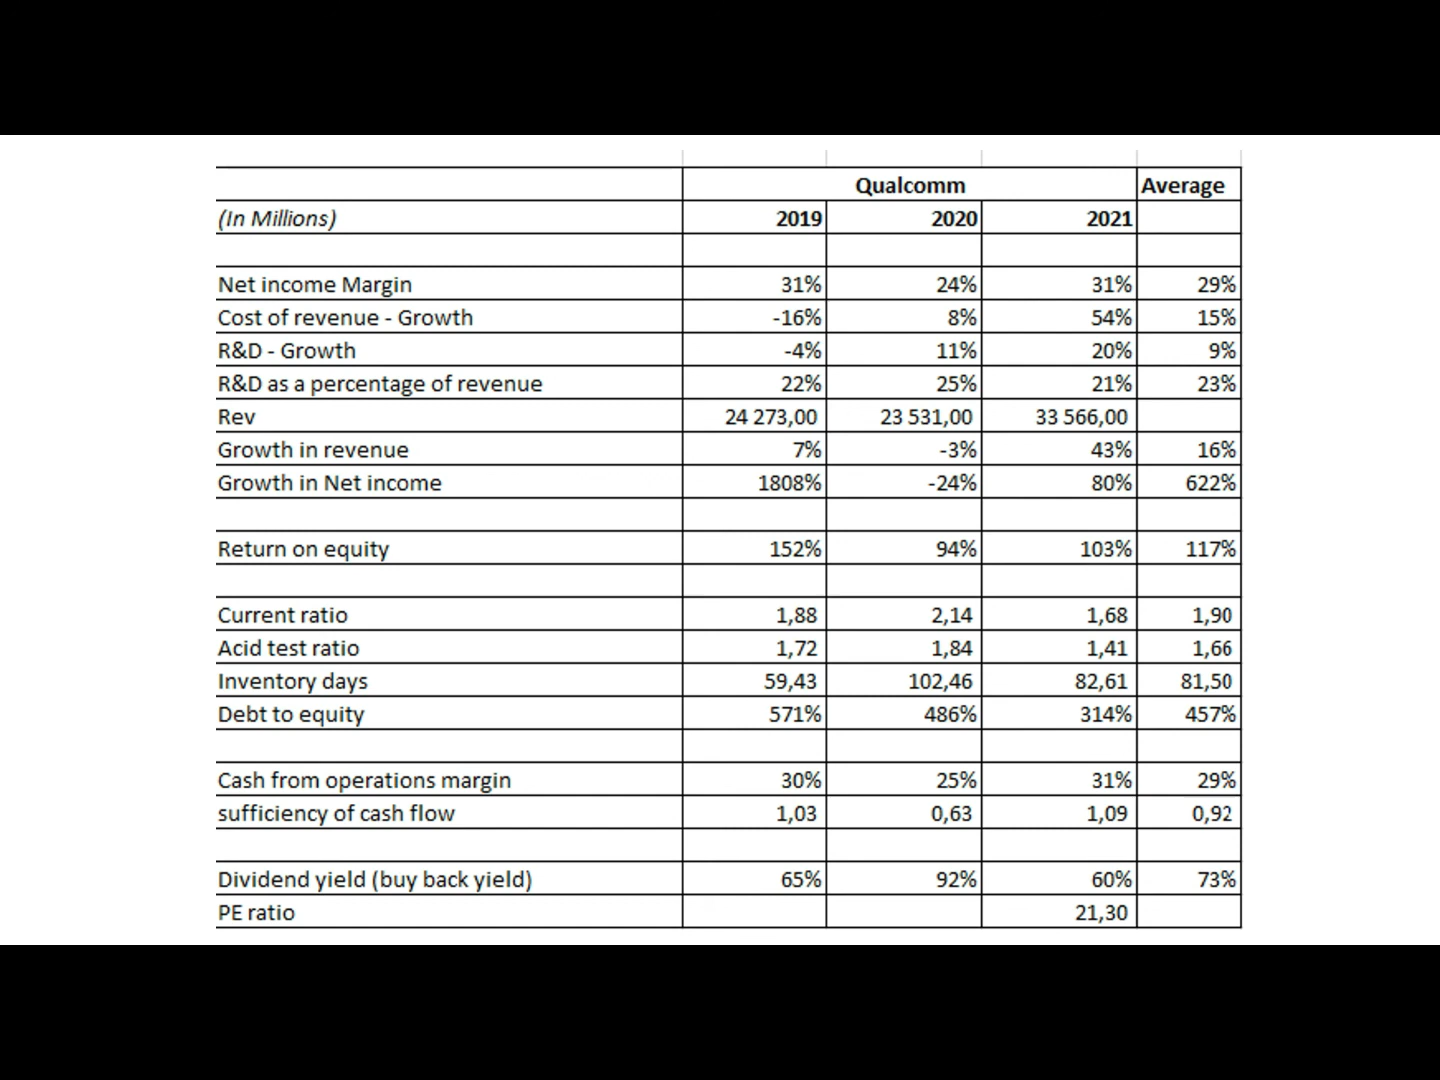 Qualcomm Average
(In Millions) 2019 2020 2021
Net income Margin 31% 24% 31% 29%
Cost of revenue - Growth -16% 8% 54% 15%
R&D - Growth -4% 11% 20% 9%
R&D as a percentage of revenue 22% 25% 21% 23%
Rev 24 273,00 23 531,00 33 566,00
Growth in revenue 7% -3% 43% 16%
Growth in Net income 1808% -24% 80% 622%
Return on equity 152% 94% 103% 117%
Current ratio 1,88 2,14 1,68 1,90
Acid test ratio 1,72 1,84 1,41 1,66
Inventory days 59,43 102,46 82,61 81,50
Debt to equity 571% 486% 314% 457%
Cash from operations margin 30% 25% 31% 29%
sufficiency of cash flow 1,03 0,63 1,09 0,92
Dividend yield (buy back yield) 65% 92% 60% 73%
PE ratio 21,30